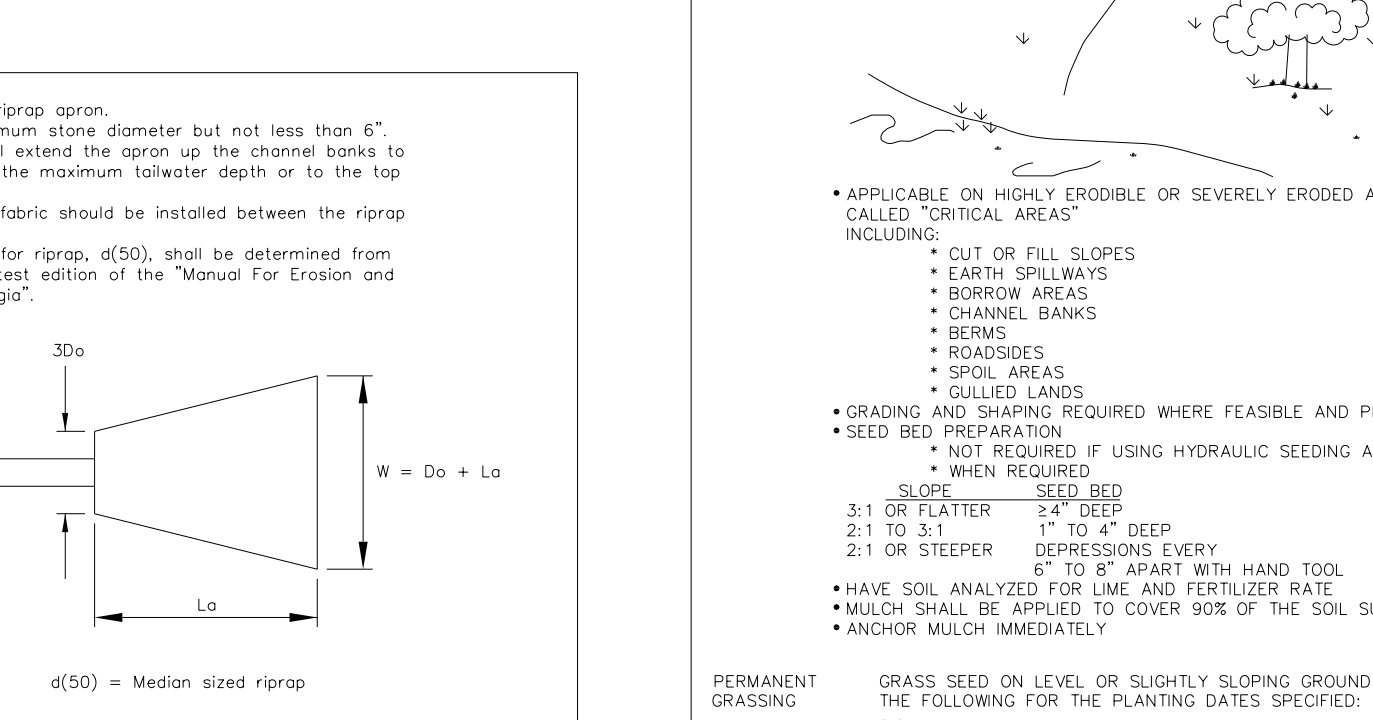 riprap apron.
mum stone diameter but not less than 6".
extend the apron up the channel banks to
the maximum tailwater depth or to the top
fabric should be installed between the riprap
for riprap, d(50), shall be determined from
test edition of the "Manual For Erosion and
gia".
3Do
W = Do + La
La
d(50) = Median sized riprap
• APPLICABLE ON HIGHLY ERODIBLE OR SEVERELY ERODED A
CALLED "CRITICAL AREAS"
INCLUDING:
* CUT OR FILL SLOPES
* EARTH SPILLWAYS
* BORROW AREAS
* CHANNEL BANKS
* BERMS
* ROADSIDES
* SPOIL AREAS
* GULLIED LANDS
• GRADING AND SHAPING REQUIRED WHERE FEASIBLE AND P
• SEED BED PREPARATION
* NOT REQUIRED IF USING HYDRAULIC SEEDING A
* WHEN REQUIRED
SLOPE SEED BED
3:1 OR FLATTER ≥4" DEEP
2:1 TO 3:1 1" TO 4" DEEP
2:1 OR STEEPER DEPRESSIONS EVERY
6" TO 8" APART WITH HAND TOOL
• HAVE SOIL ANALYZED FOR LIME AND FERTILIZER RATE
• MULCH SHALL BE APPLIED TO COVER 90% OF THE SOIL SU
• ANCHOR MULCH IMMEDIATELY
PERMANENT GRASS SEED ON LEVEL OR SLIGHTLY SLOPING GROUND
GRASSING THE FOLLOWING FOR THE PLANTING DATES SPECIFIED: